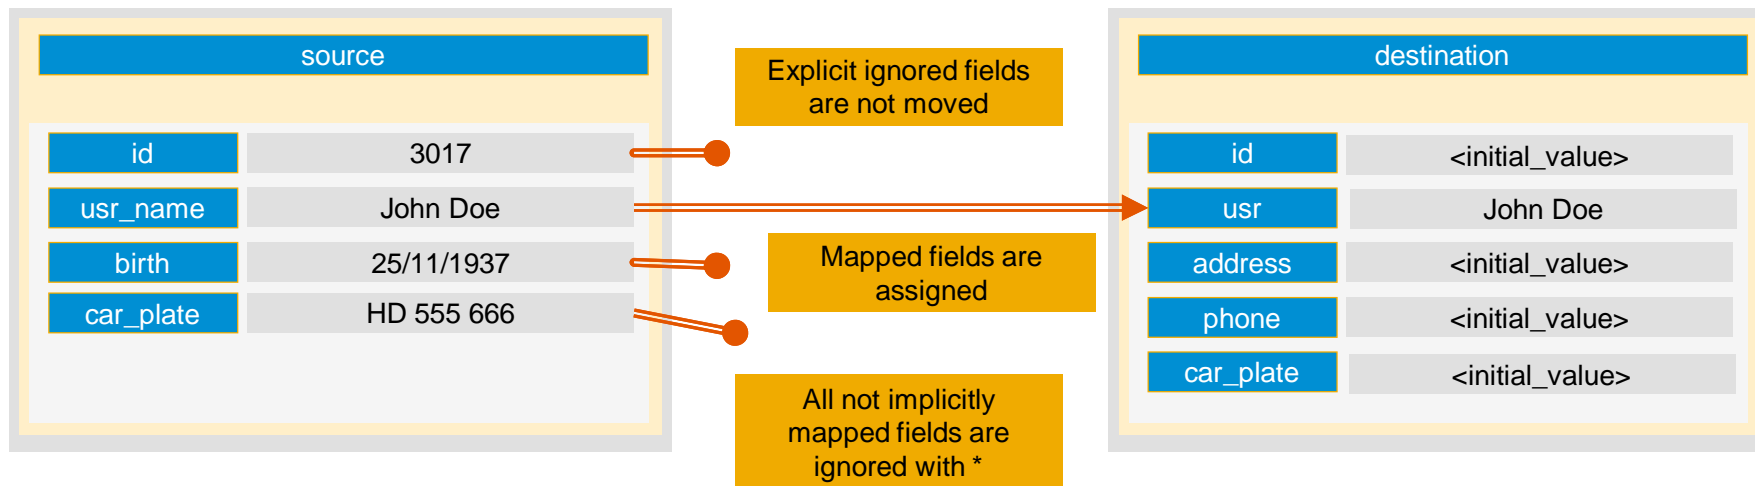 source
id 3017
usr_name John Doe
birth 25/11/1937
car_plate HD 555 666
Explicit ignored fields
are not moved
Mapped fields are
assigned
All not implicitly
mapped fields are
ignored with *
destination
id <initial_value>
usr John Doe
address <initial_value>
phone <initial_value>
car_plate <initial_value>